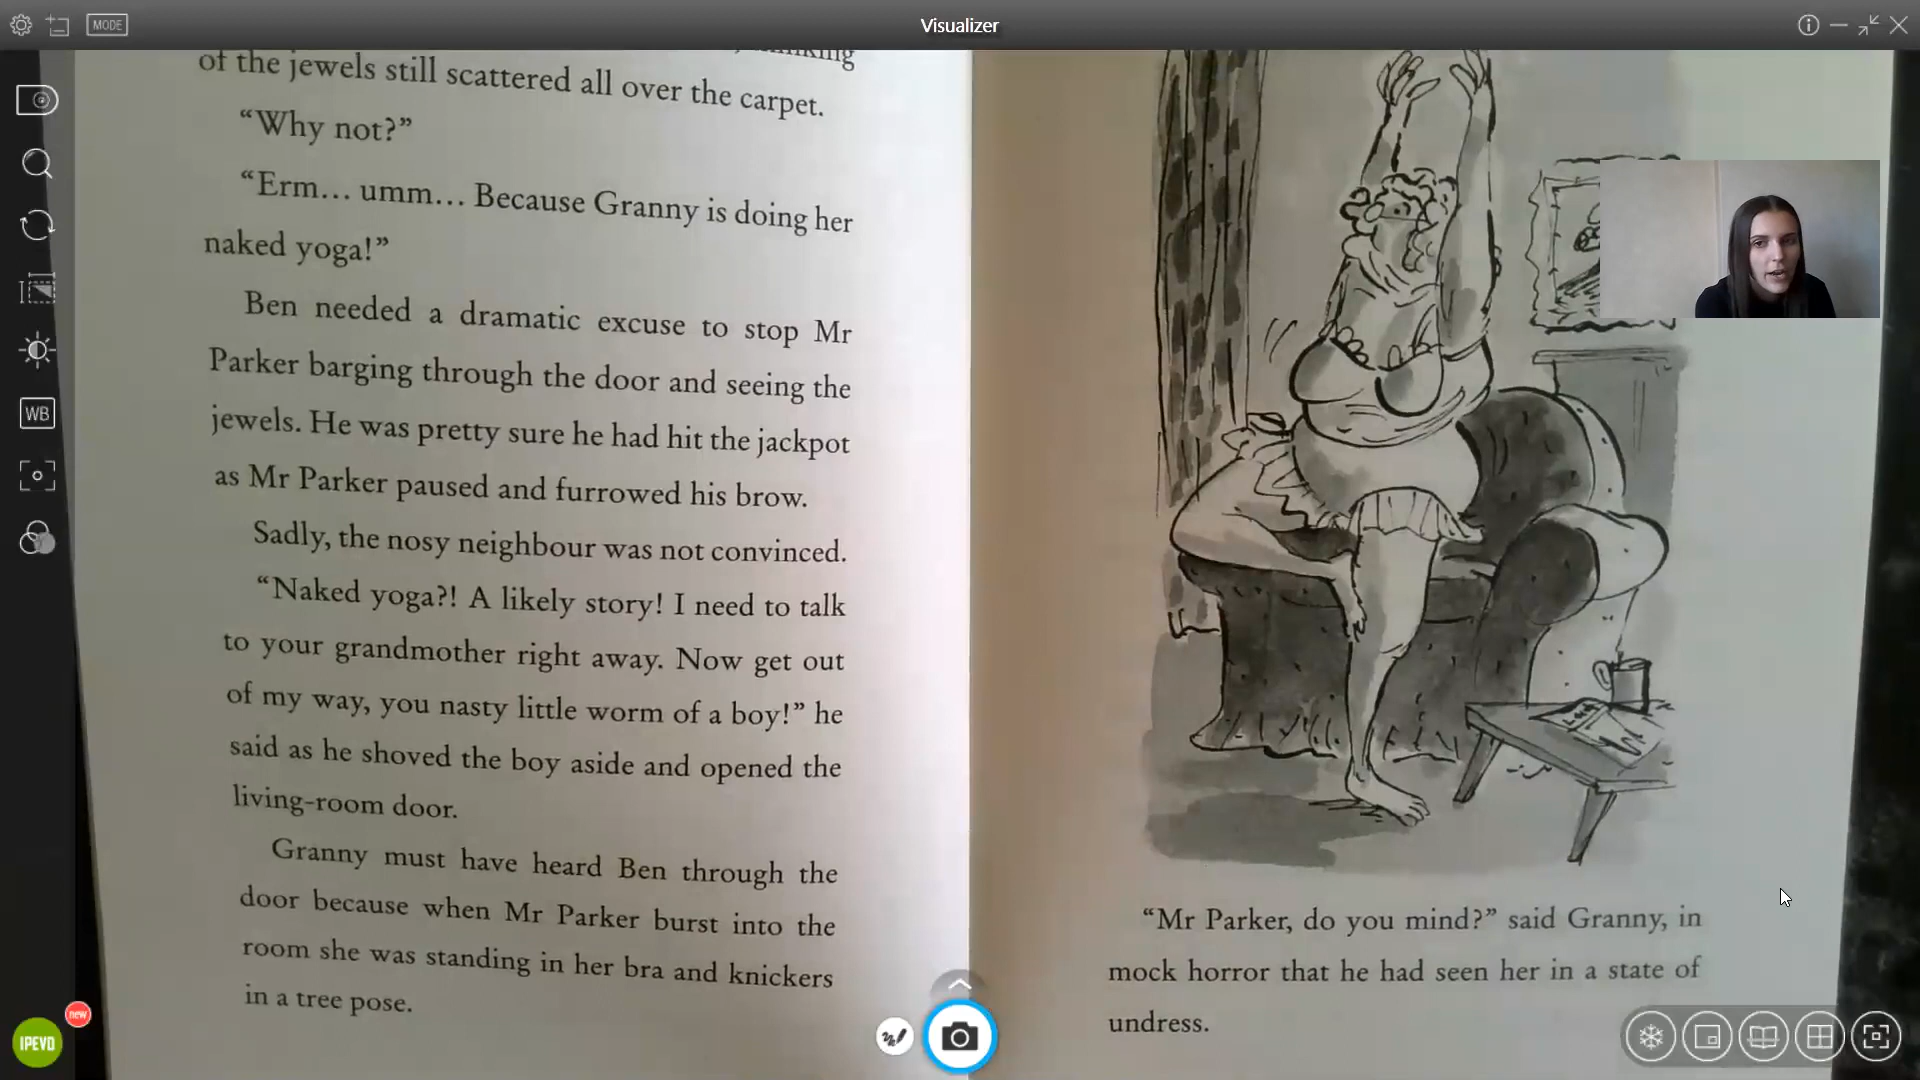 Visualizer
MODE
WB
of the jewels still scattered all over the carpet.
“Why not?”
“Erm… umm… Because Granny is doing her
naked yoga!”
Ben needed a dramatic excuse to stop Mr
Parker barging through the door and seeing the
jewels. He was pretty sure he had hit the jackpot
as Mr Parker paused and furrowed his brow.
Sadly, the nosy neighbour was not convinced.
“Naked yoga?! A likely story! I need to talk
to your grandmother right away. Now get out
of my way, you nasty little worm of a boy!” he
said as he shoved the boy aside and opened the
living-room door.
Granny must have heard Ben through the
door because when Mr Parker burst into the
room she was standing in her bra and knickers
in a tree pose.
“Mr Parker, do you mind?” said Granny, in
mock horror that he had seen her in a state of
undress.
new
IPEVO